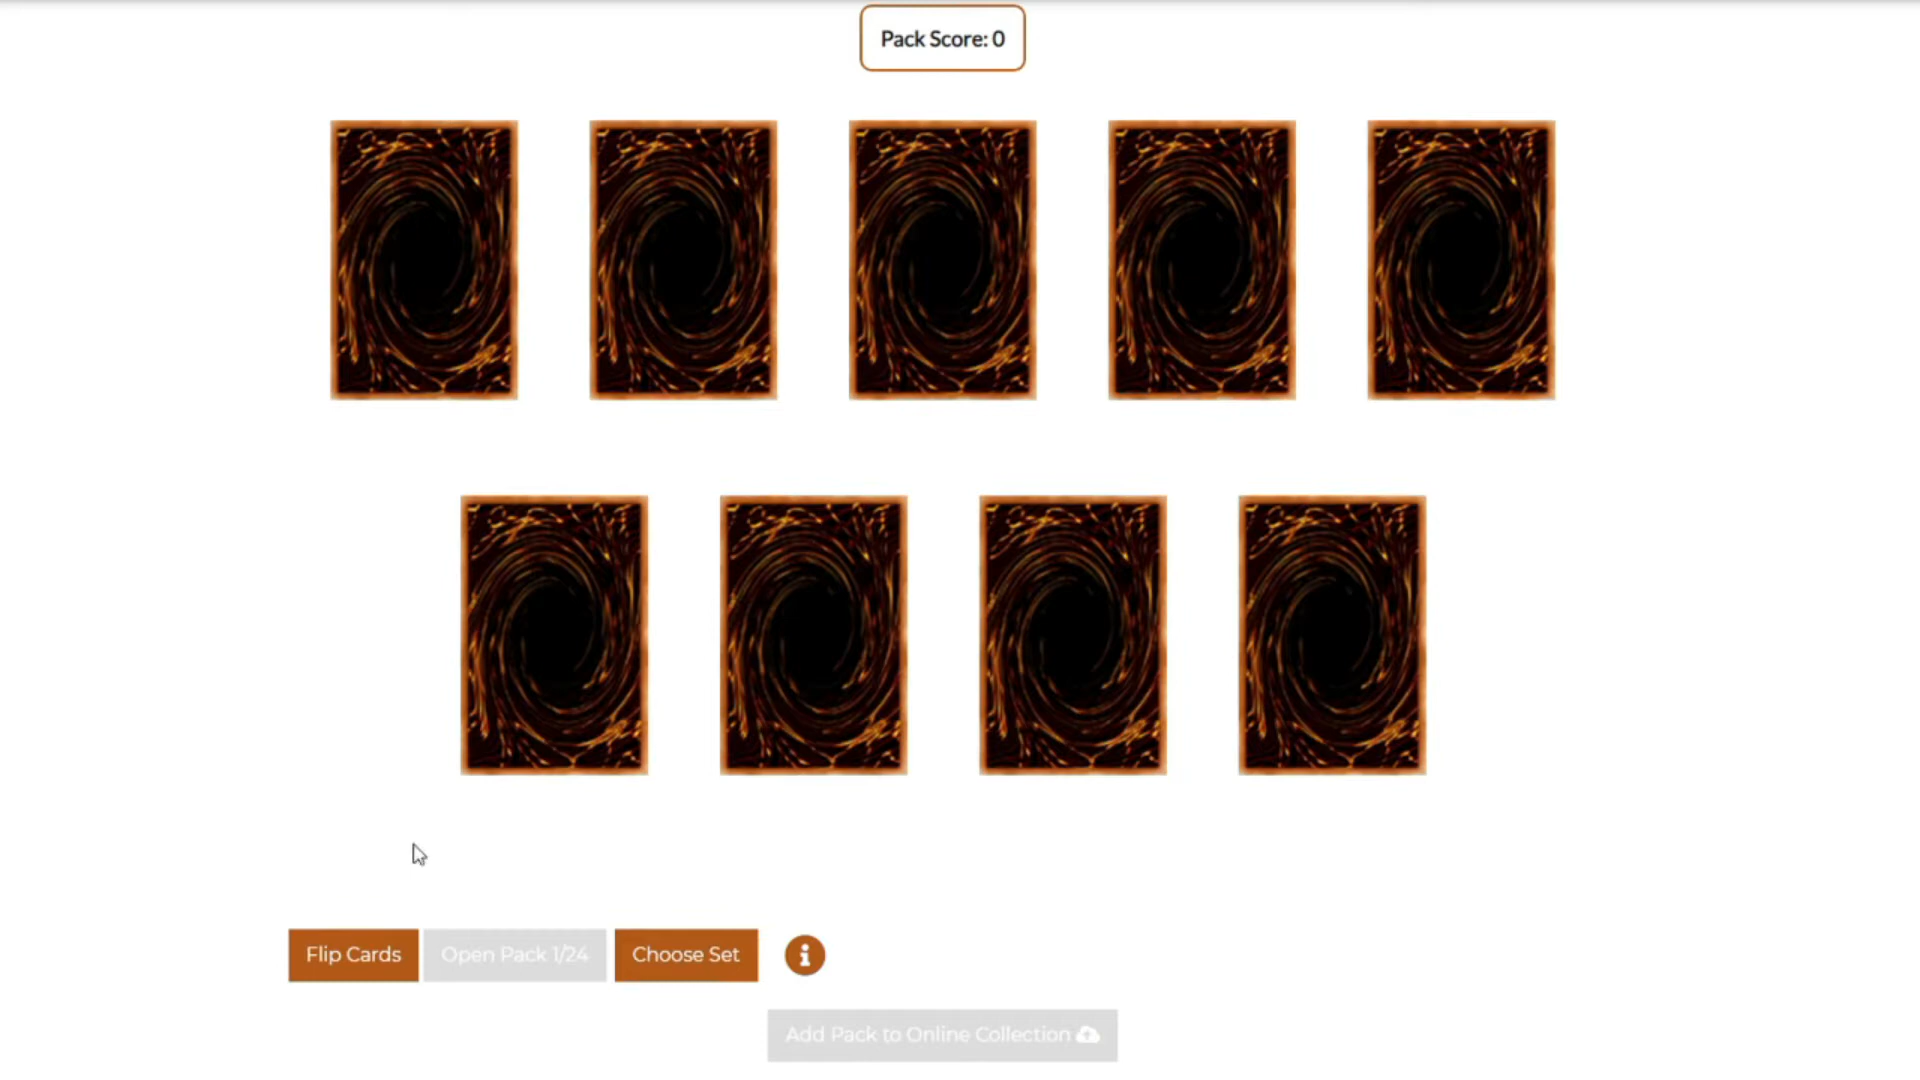 Pack Score: 0
Flip Cards
Open Pack 1/24
Choose Set
Add Pack to Online Collection